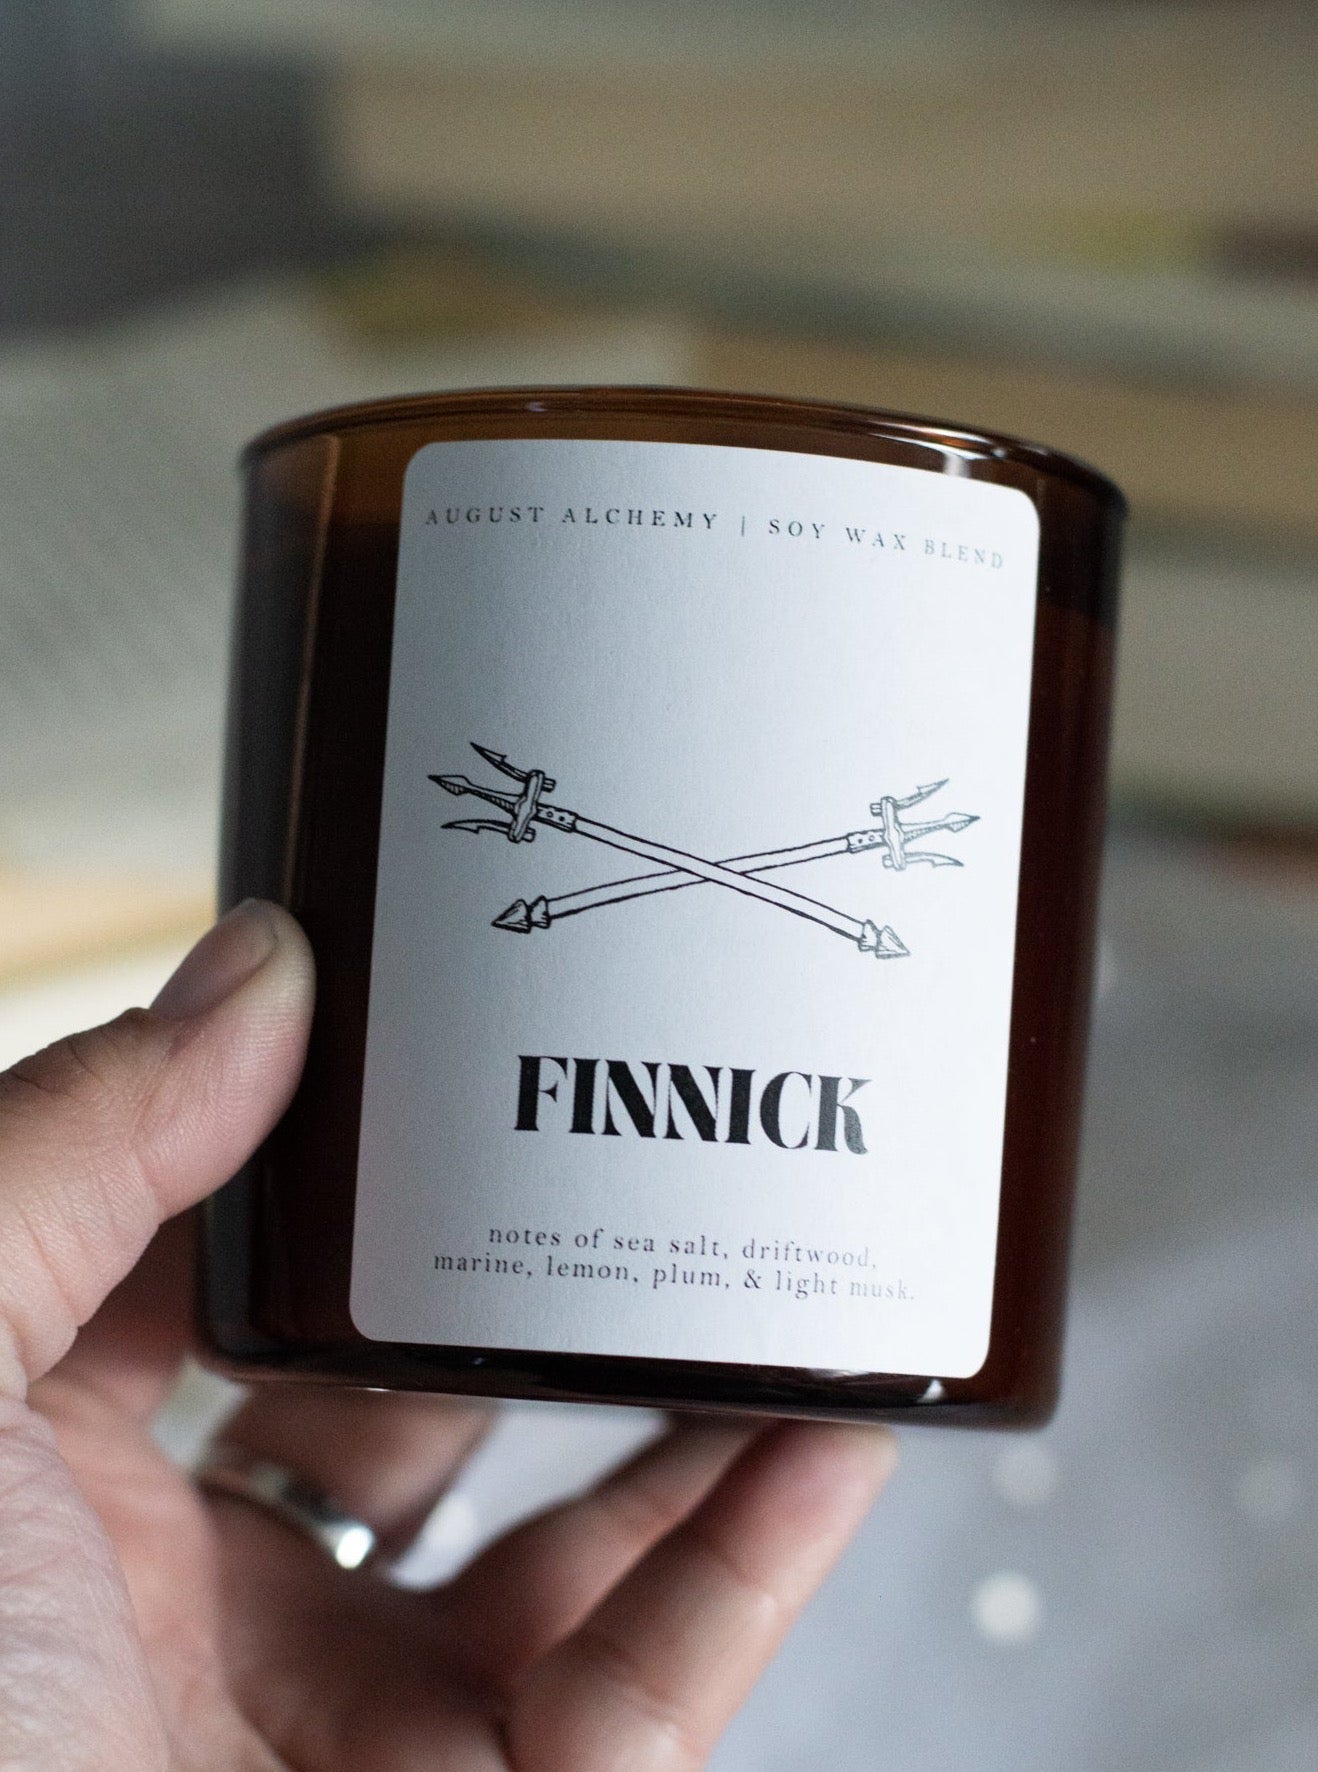 AUGUST ALCHEMY | SOY WAX BLEND
FINNICK
notes of sea salt, driftwood,
marine, lemon, plum, & light musk.